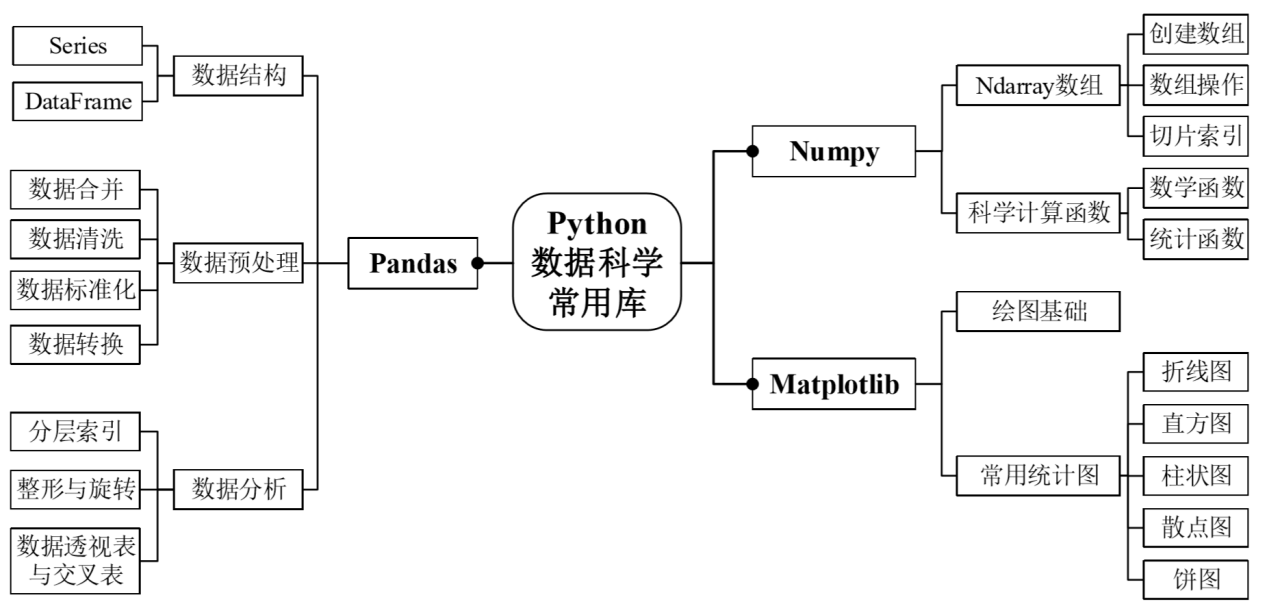 Python
数据科学
常用库
Pandas
数据结构
Series
DataFrame
数据预处理
数据合并
数据清洗
数据标准化
数据转换
数据分析
分层索引
整形与旋转
数据透视表
与交叉表
Numpy
Ndarray数组
创建数组
数组操作
切片索引
科学计算函数
数学函数
统计函数
Matplotlib
绘图基础
常用统计图
折线图
直方图
柱状图
散点图
饼图